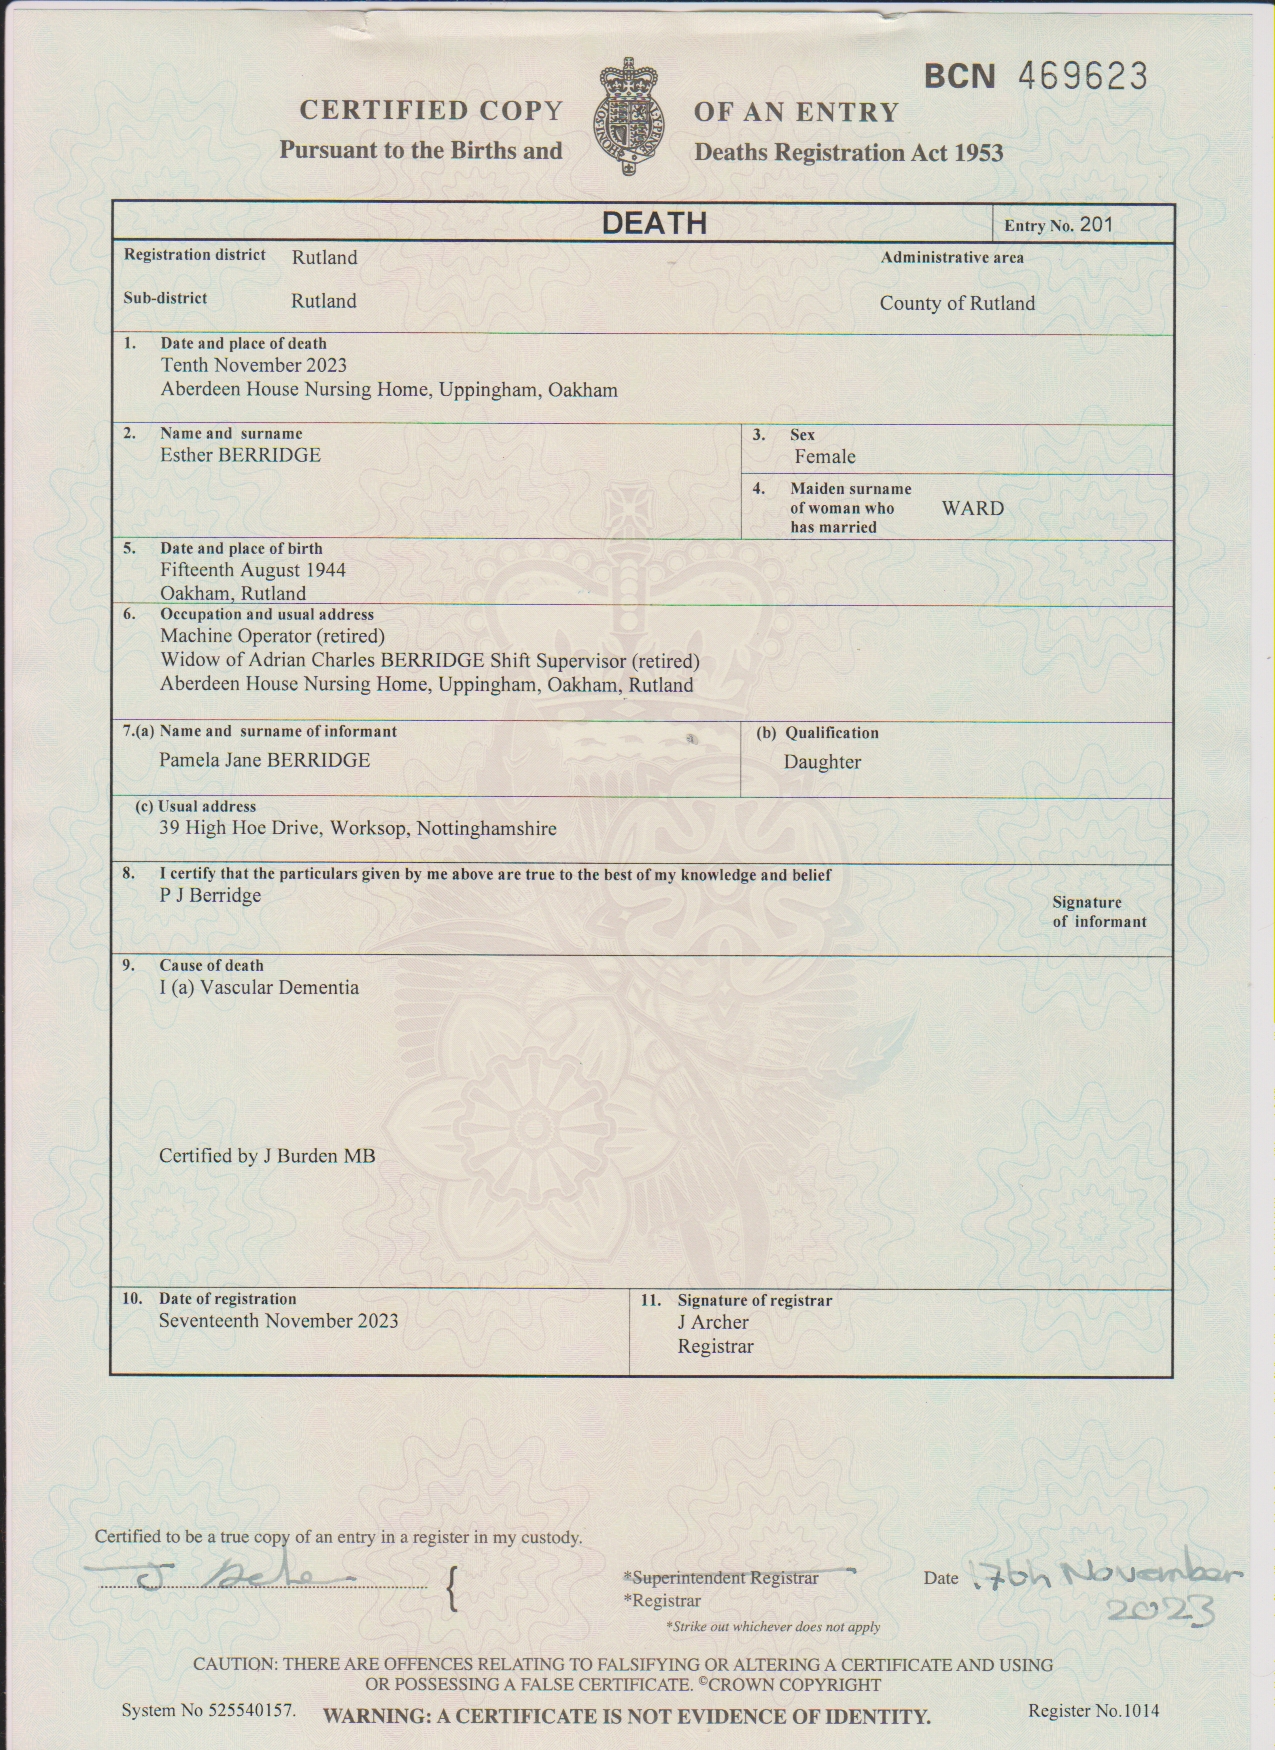 BCN 469623
CERTIFIED COPY OF AN ENTRY
Pursuant to the Births and Deaths Registration Act 1953
DEATH
Entry No. 201
Registration district Rutland
Administrative area
Sub-district Rutland
County of Rutland
1. Date and place of death
Tenth November 2023
Aberdeen House Nursing Home, Uppingham, Oakham
2. Name and surname
Esther BERRIDGE
3. Sex
Female
4. Maiden surname
of woman who WARD
has married
5. Date and place of birth
Fifteenth August 1944
Oakham, Rutland
6. Occupation and usual address
Machine Operator (retired)
Widow of Adrian Charles BERRIDGE Shift Supervisor (retired)
Aberdeen House Nursing Home, Uppingham, Oakham, Rutland
7.(a) Name and surname of informant
Pamela Jane BERRIDGE
(b) Qualification
Daughter
(c) Usual address
39 High Hoe Drive, Worksop, Nottinghamshire
8. I certify that the particulars given by me above are true to the best of my knowledge and belief
P J Berridge
Signature
of informant
9. Cause of death
I (a) Vascular Dementia
Certified by J Burden MB
10. Date of registration
Seventeenth November 2023
11. Signature of registrar
J Archer
Registrar
Certified to be a true copy of an entry in a register in my custody.
*Superintendent Registrar
*Registrar
*Strike out whichever does not apply
Date 17th November
2023
CAUTION: THERE ARE OFFENCES RELATING TO FALSIFYING OR ALTERING A CERTIFICATE AND USING
OR POSSESSING A FALSE CERTIFICATE. ©CROWN COPYRIGHT
System No 525540157.
WARNING: A CERTIFICATE IS NOT EVIDENCE OF IDENTITY.
Register No.1014